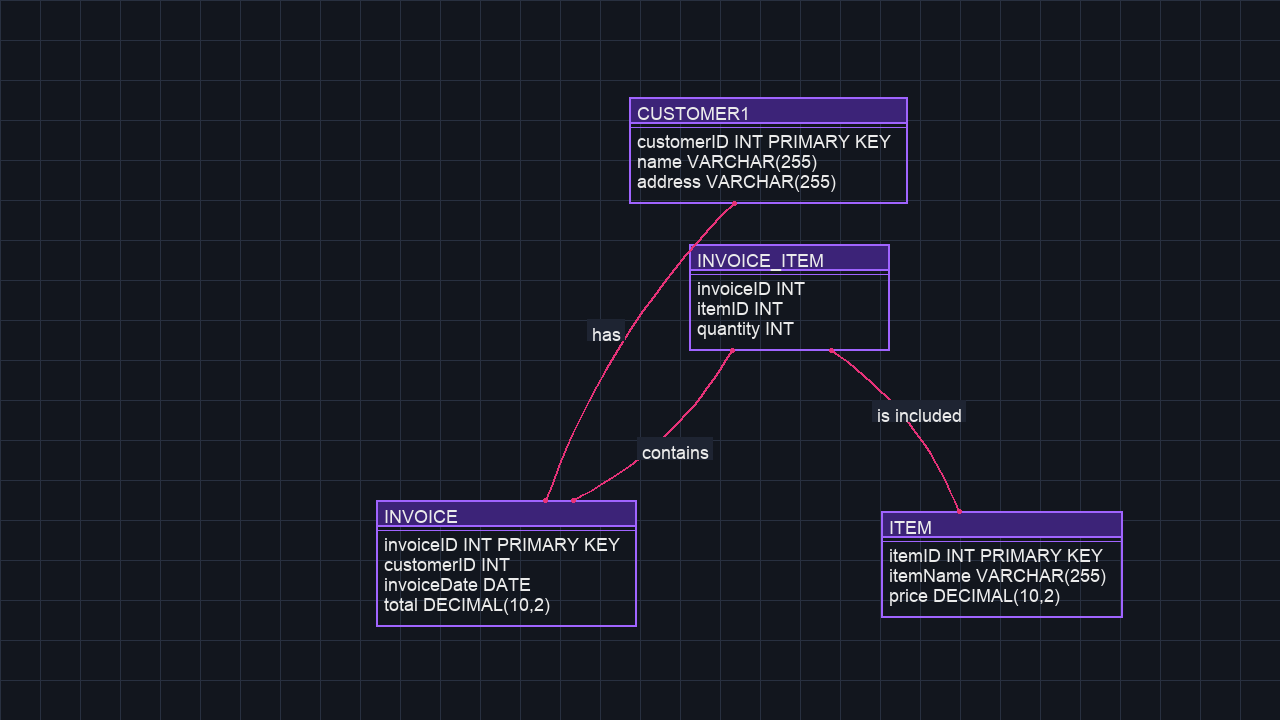 CUSTOMER1
customerID INT PRIMARY KEY
name VARCHAR(255)
address VARCHAR(255)
INVOICE_ITEM
invoiceID INT
itemID INT
quantity INT
has
is included
contains
INVOICE
invoiceID INT PRIMARY KEY
customerID INT
invoiceDate DATE
total DECIMAL(10,2)
ITEM
itemID INT PRIMARY KEY
itemName VARCHAR(255)
price DECIMAL(10,2)